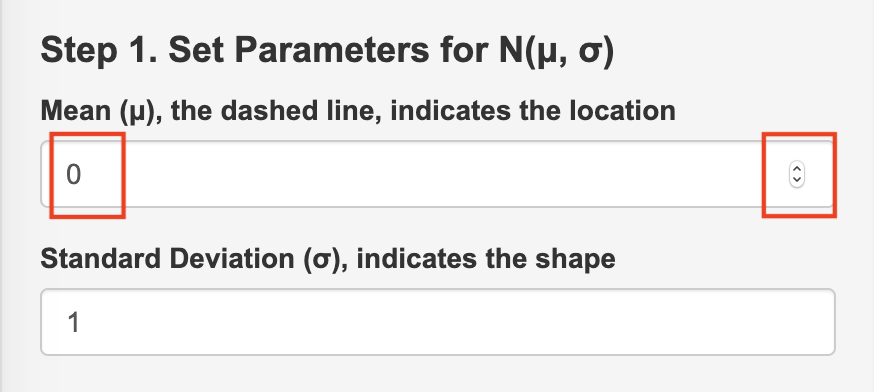 Step 1. Set Parameters for N(μ, σ)
Mean (μ), the dashed line, indicates the location
0
Standard Deviation (σ), indicates the shape
1